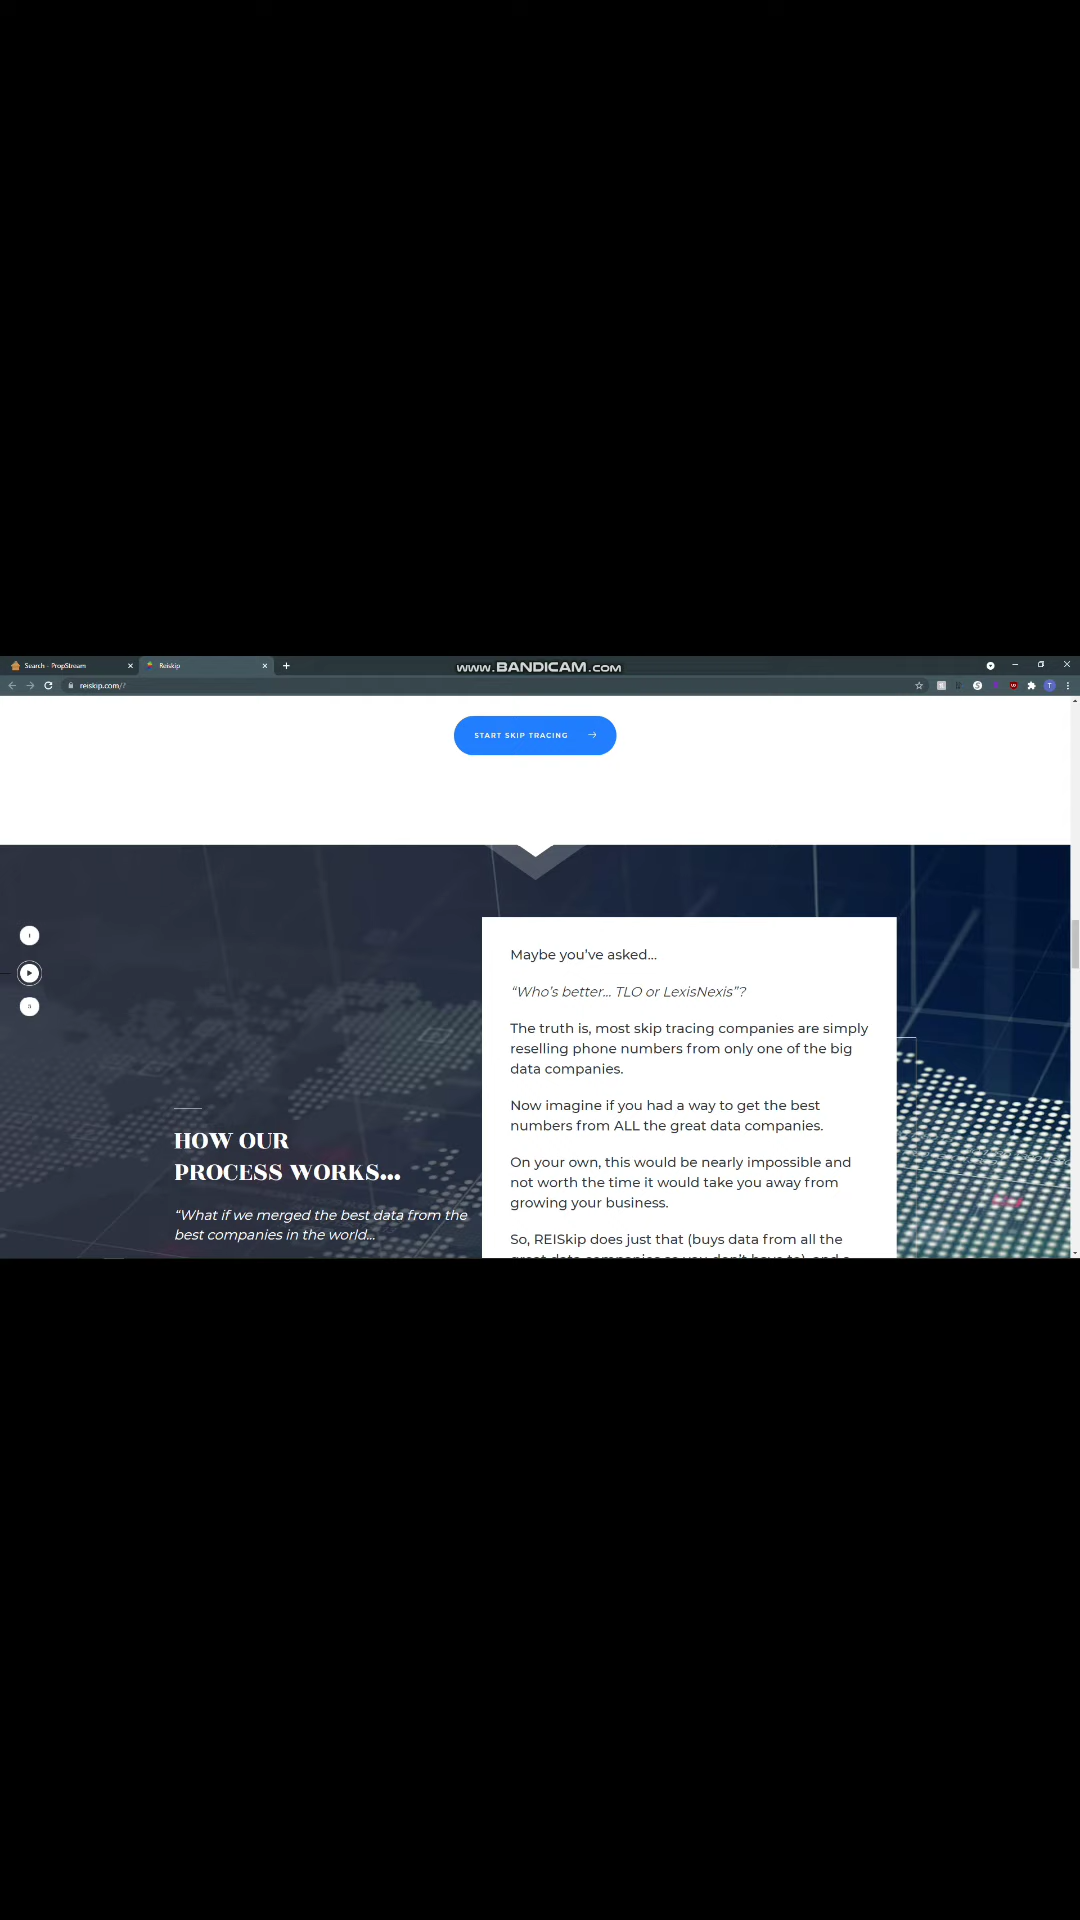 Search - PropStream
Reiskip
www.BANDICAM.com
reiskip.com/?
START SKIP TRACING
Maybe you've asked...
"Who's better... TLO or LexisNexis"?
The truth is, most skip tracing companies are simply
reselling phone numbers from only one of the big
data companies.
Now imagine if you had a way to get the best
numbers from ALL the great data companies.
On your own, this would be nearly impossible and
not worth the time it would take you away from
growing your business.
So, REISkip does just that (buys data from all the
HOW OUR
PROCESS WORKS...
"What if we merged the best data from the
best companies in the world...